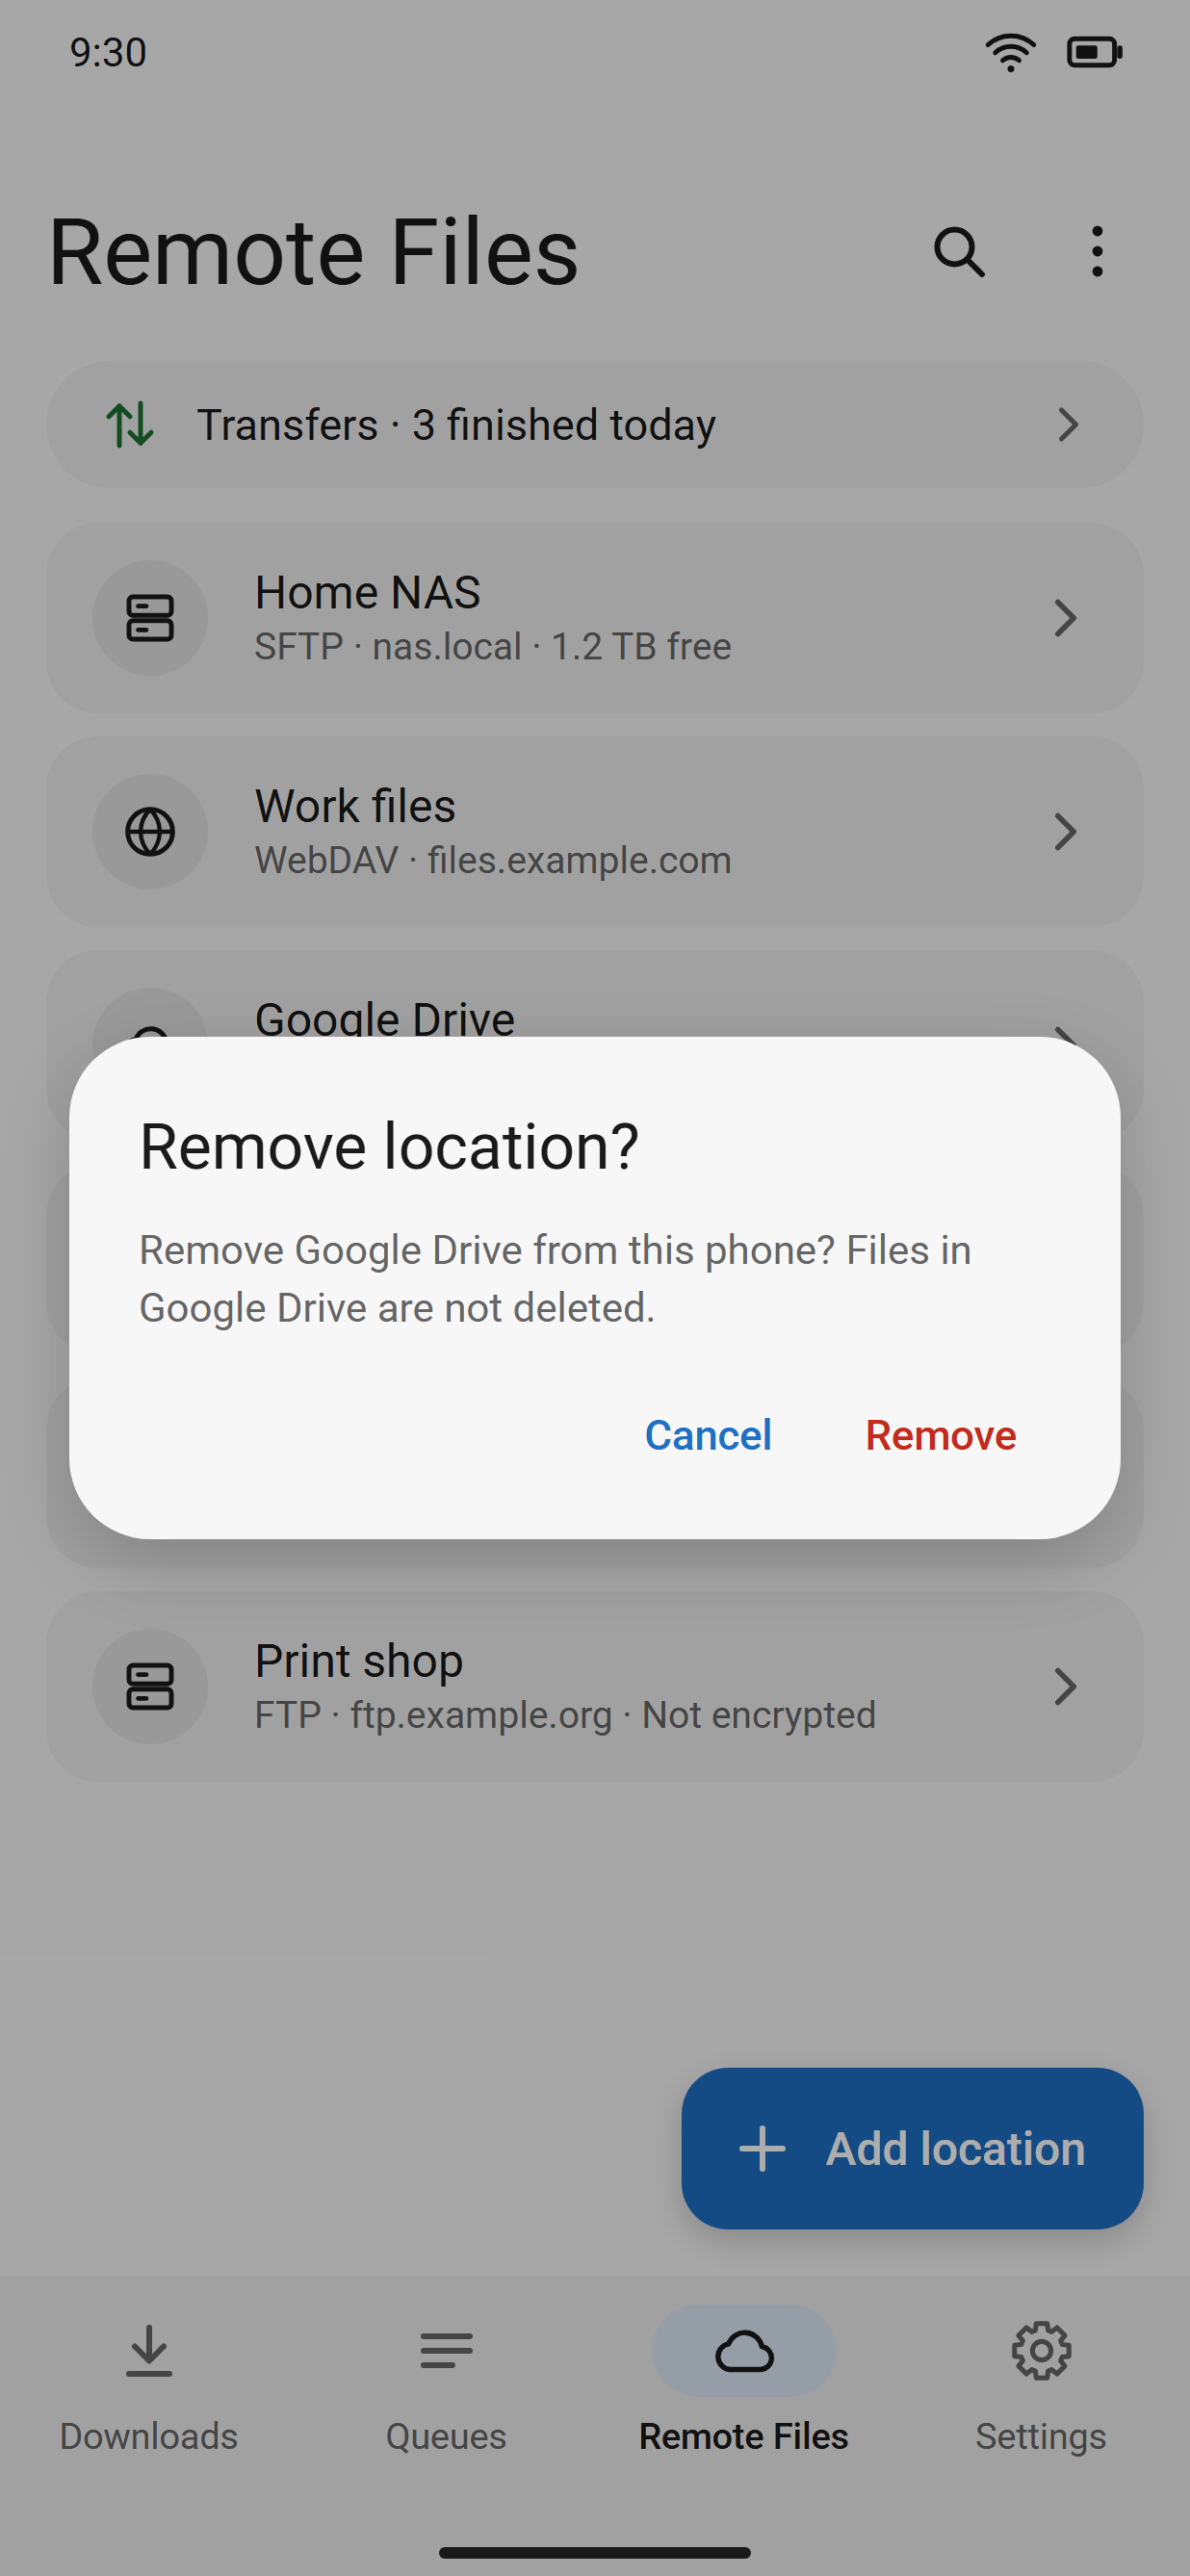 9:30
Remote Files
Transfers · 3 finished today
Home NAS
SFTP · nas.local · 1.2 TB free
Work files
WebDAV · files.example.com
Google Drive
Remove location?
Remove Google Drive from this phone? Files in
Google Drive are not deleted.
Cancel
Remove
Print shop
FTP · ftp.example.org · Not encrypted
Add location
Downloads
Queues
Remote Files
Settings